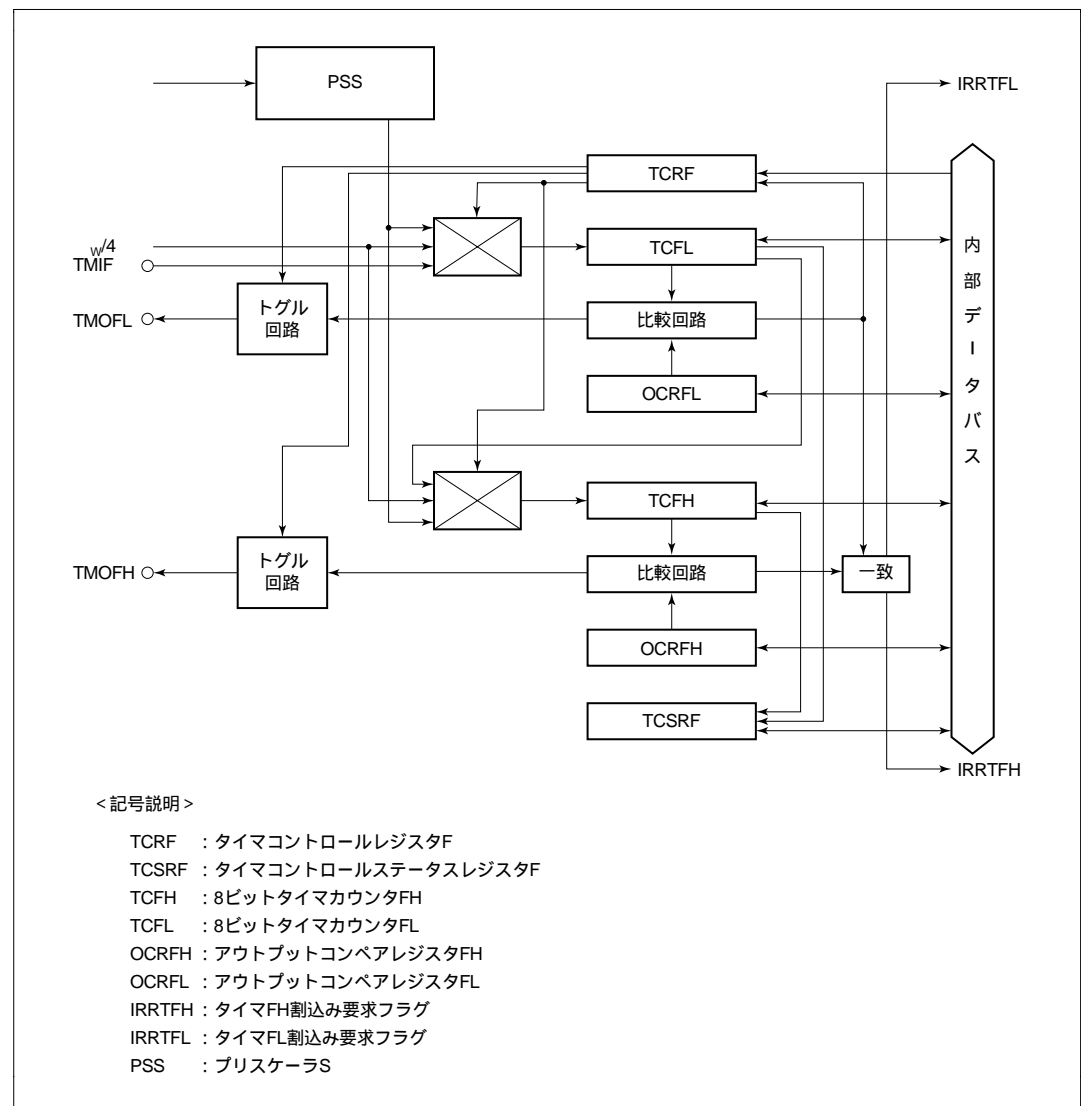 PSS
IRRTFL
TCRF
W/4
TMIF
TCFL
TMOFL
トグル
回路
比較回路
OCRFL
内部データバス
TCFH
TMOFH
トグル
回路
比較回路
一致
OCRFH
TCSRF
IRRTFH
<記号説明>
TCRF :タイマコントロールレジスタF
TCSRF :タイマコントロールステータスレジスタF
TCFH :8ビットタイマカウンタFH
TCFL :8ビットタイマカウンタFL
OCRFH :アウトプットコンペアレジスタFH
OCRFL :アウトプットコンペアレジスタFL
IRRTFH :タイマFH割込み要求フラグ
IRRTFL :タイマFL割込み要求フラグ
PSS :プリスケーラS